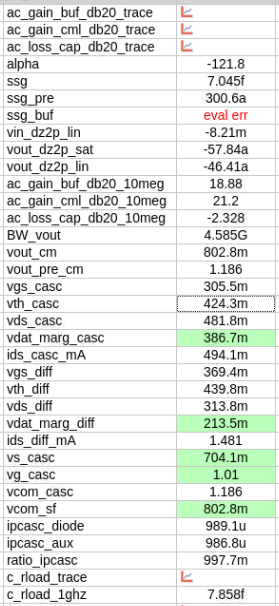 ac_gain_buf_db20_trace
ac_gain_cml_db20_trace
ac_loss_cap_db20_trace
alpha -121.8
ssg 7.045f
ssg_pre 300.6a
ssg_buf eval err
vin_dz2p_lin -8.21m
vout_dz2p_sat -57.84a
vout_dz2p_lin -46.41a
ac_gain_buf_db20_10meg 18.88
ac_gain_cml_db20_10meg 21.2
ac_loss_cap_db20_10meg -2.328
BW_vout 4.585G
vout_cm 802.8m
vout_pre_cm 1.186
vgs_casc 305.5m
vth_casc 424.3m
vds_casc 481.8m
vdat_marg_casc 386.7m
ids_casc_mA 494.1m
vgs_diff 369.4m
vth_diff 439.8m
vds_diff 313.8m
vdat_marg_diff 213.5m
ids_diff_mA 1.481
vs_casc 704.1m
vg_casc 1.01
vcom_casc 1.186
vcom_sf 802.8m
ipcasc_diode 989.1u
ipcasc_aux 986.8u
ratio_ipcasc 997.7m
c_rload_trace
c_rload_1ghz 7.858f